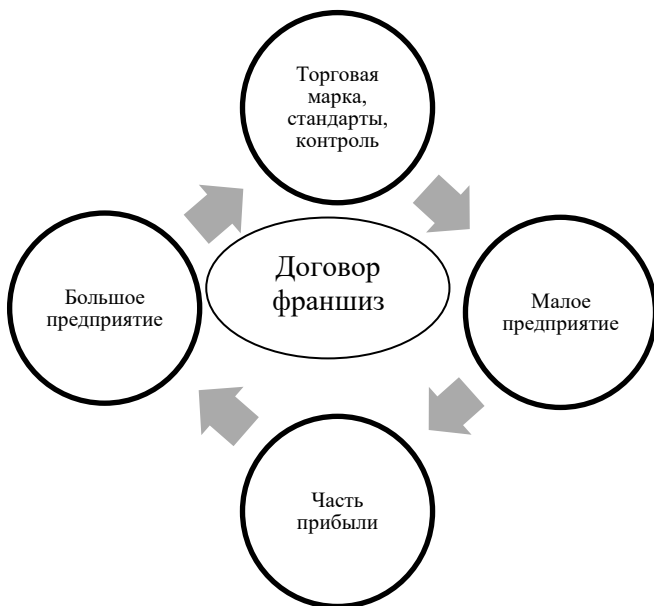 Торговая
марка,
стандарты,
контроль
Договор
франшиз
Большое
предприятие
Малое
предприятие
Часть
прибыли